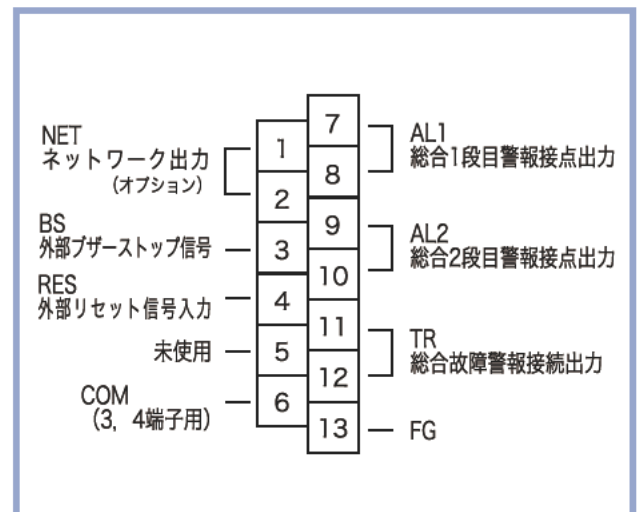 NET
ネットワーク出力
(オプション)
BS
外部ブザーストップ信号
RES
外部リセット信号入力
未使用
COM
(3, 4端子用)
1
2
3
4
5
6
7
8
9
10
11
12
13
AL1
総合1段目警報接点出力
AL2
総合2段目警報接点出力
TR
総合故障警報接続出力
FG